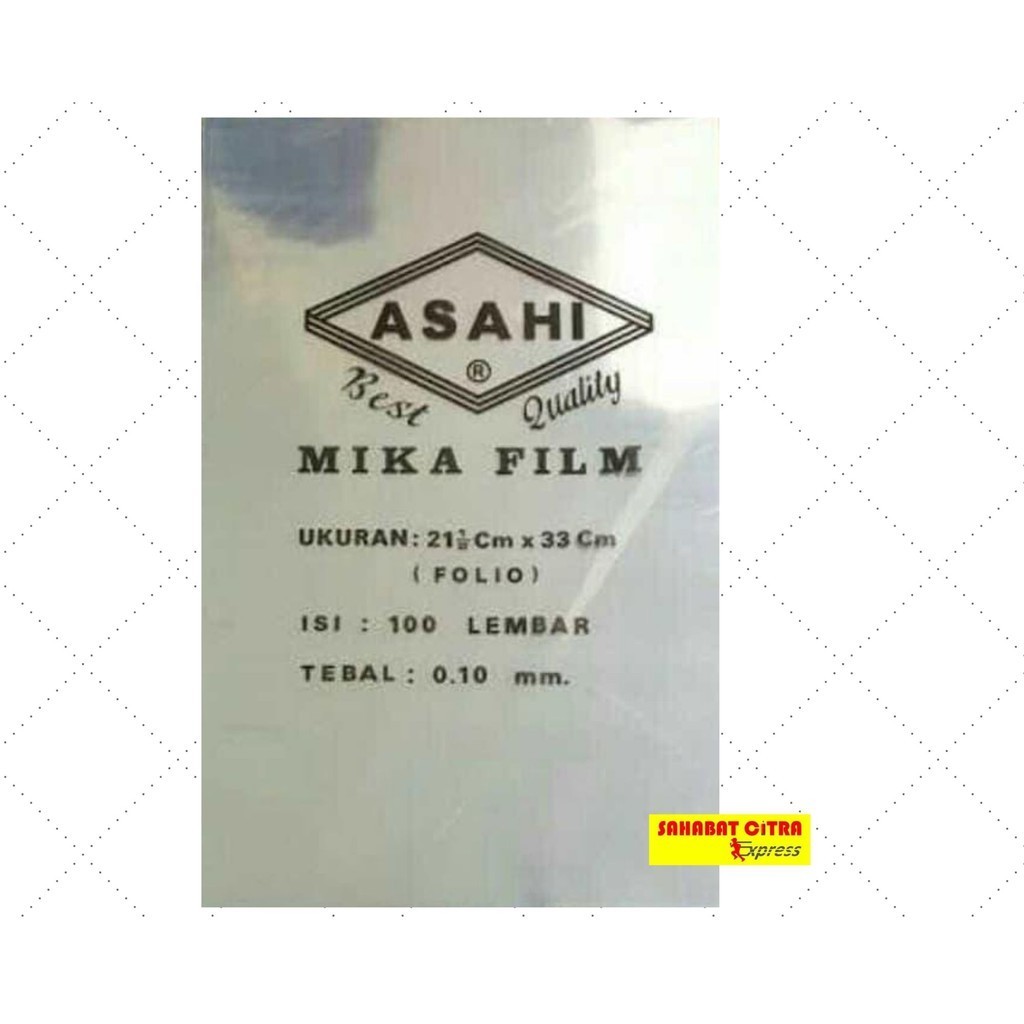 ASAHI
®
Best Quality
MIKA FILM
UKURAN: 21½ Cm x 33 Cm
(FOLIO)
ISI : 100 LEMBAR
TEBAL : 0.10 mm.
SAHABAT CiTRA
Express